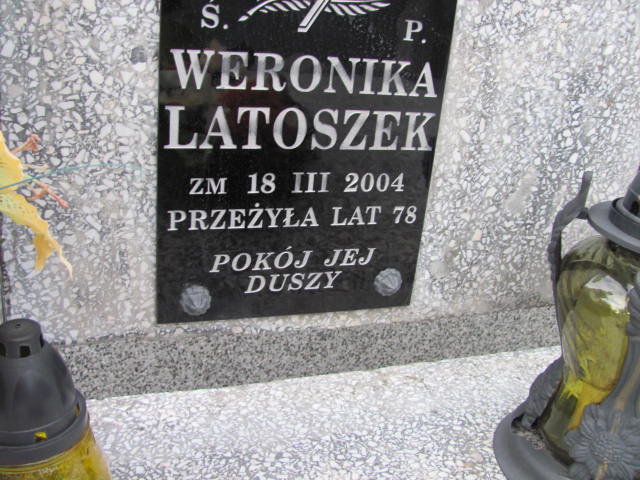 Ś. P.
WERONIKA
LATOSZEK
ZM 18 III 2004
PRZEŻYŁA LAT 78
POKÓJ JEJ
DUSZY